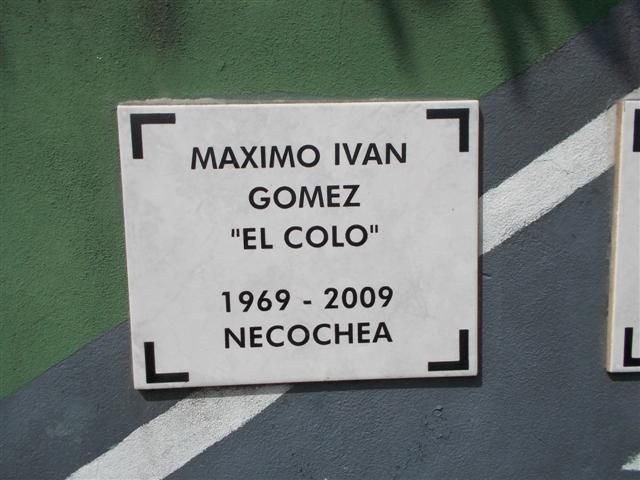 MAXIMO IVAN
GOMEZ
"EL COLO"
1969 - 2009
NECOCHEA